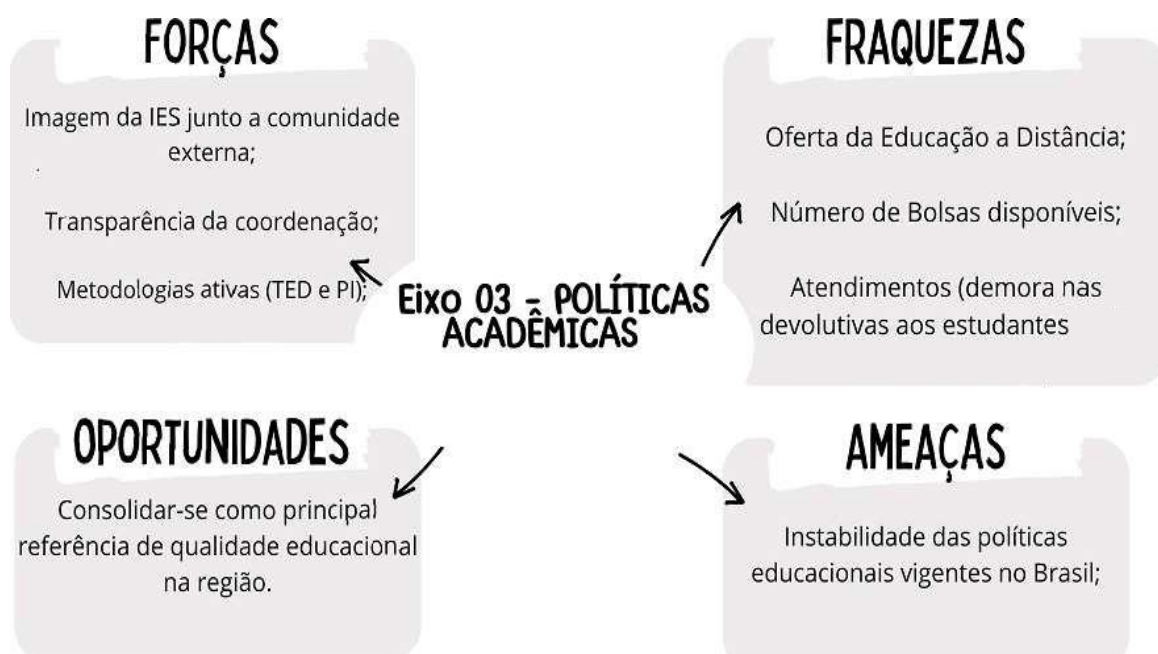 FORÇAS
Imagem da IES junto a comunidade
externa;
Transparência da coordenação;
Metodologias ativas (TED e PI);
FRAQUEZAS
Oferta da Educação a Distância;
Número de Bolsas disponíveis;
Atendimentos (demora nas
devolutivas aos estudantes
Eixo 03 - POLÍTICAS
ACADÊMICAS
OPORTUNIDADES
Consolidar-se como principal
referência de qualidade educacional
na região.
AMEAÇAS
Instabilidade das políticas
educacionais vigentes no Brasil;